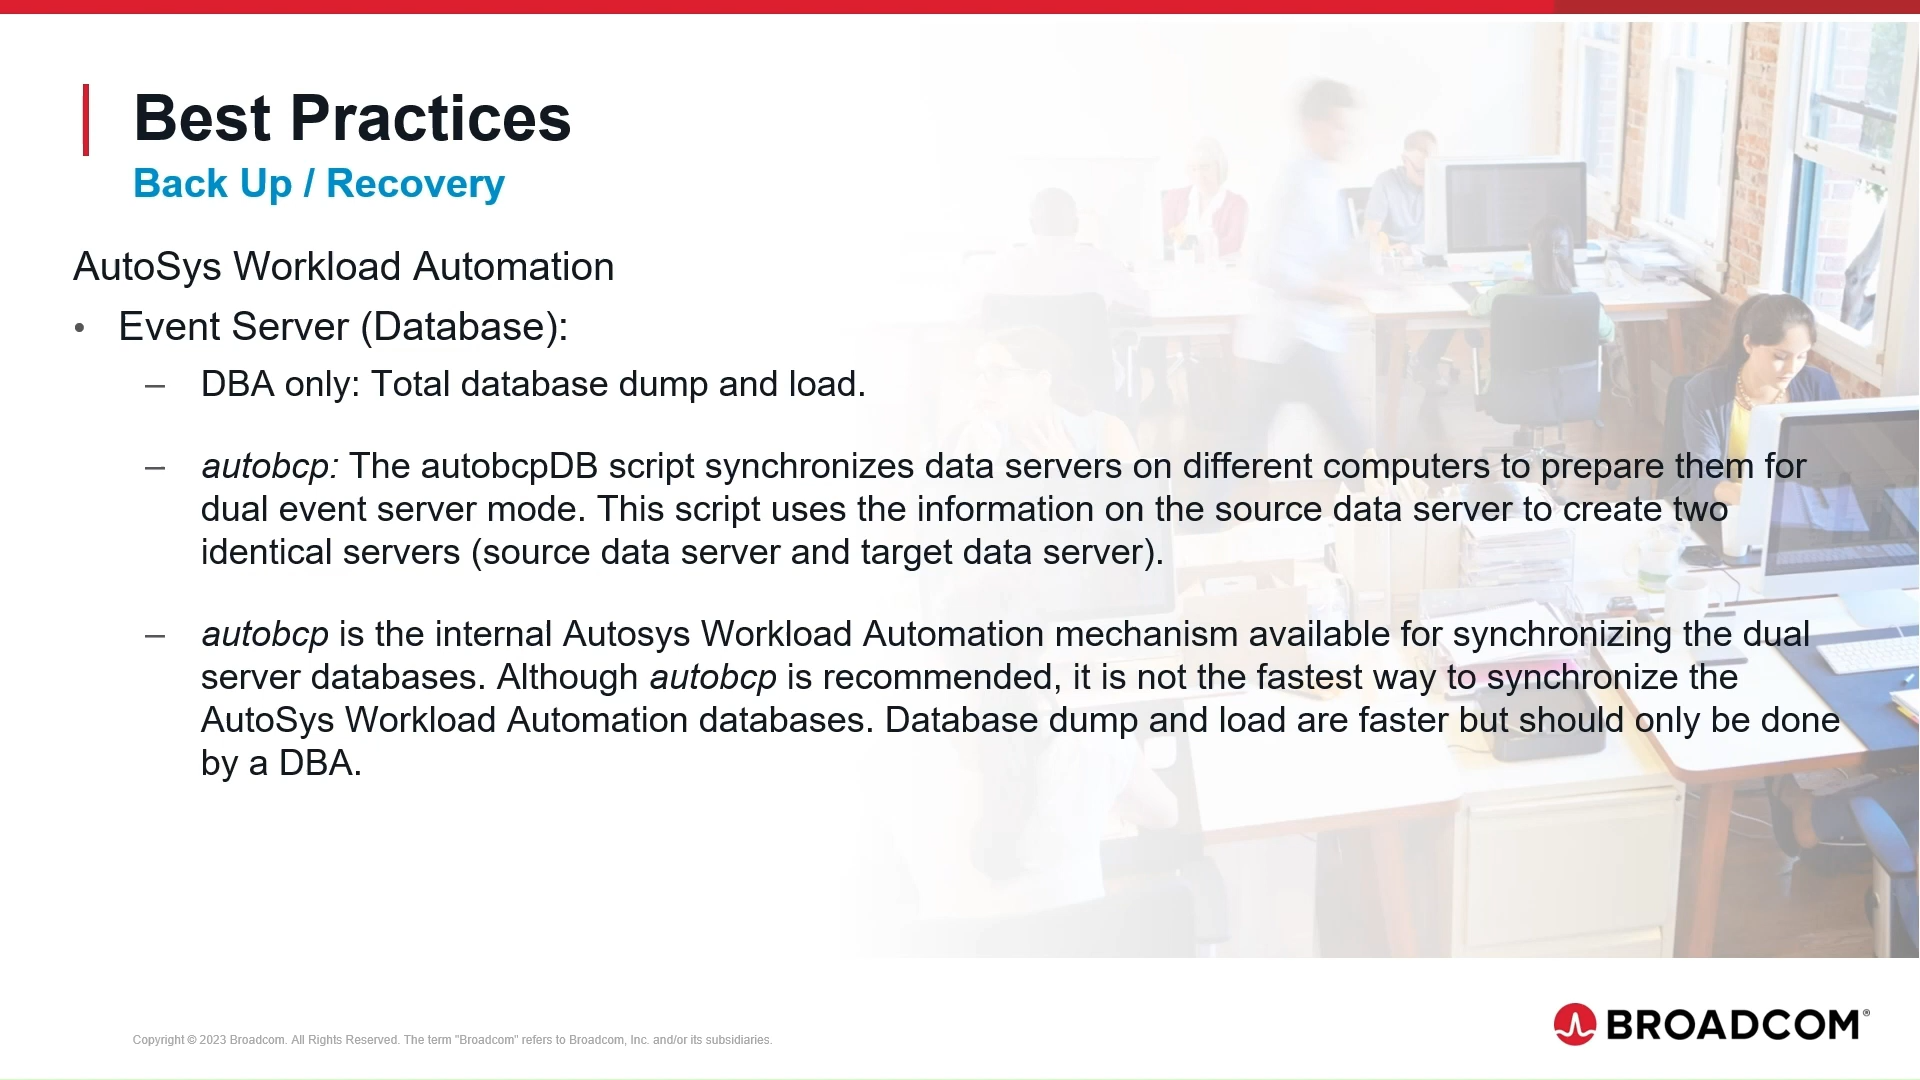 Best Practices
Back Up / Recovery
AutoSys Workload Automation
• Event Server (Database):
– DBA only: Total database dump and load.
– autobcp: The autobcpDB script synchronizes data servers on different computers to prepare them for
dual event server mode. This script uses the information on the source data server to create two
identical servers (source data server and target data server).
– autobcp is the internal Autosys Workload Automation mechanism available for synchronizing the dual
server databases. Although autobcp is recommended, it is not the fastest way to synchronize the
AutoSys Workload Automation databases. Database dump and load are faster but should only be done
by a DBA.
Copyright © 2023 Broadcom. All Rights Reserved. The term "Broadcom" refers to Broadcom, Inc. and/or its subsidiaries.
BROADCOM®